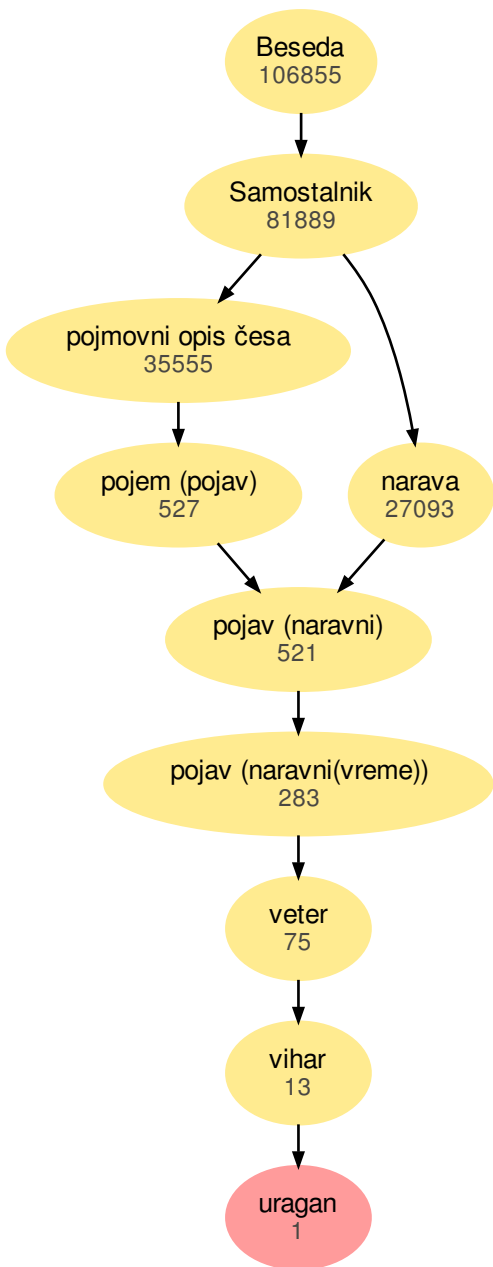 Beseda
106855
Samostalnik
81889
pojmovni opis česa
35555
pojem (pojav)
527
narava
27093
pojav (naravni)
521
pojav (naravni(vreme))
283
veter
75
vihar
13
uragan
1